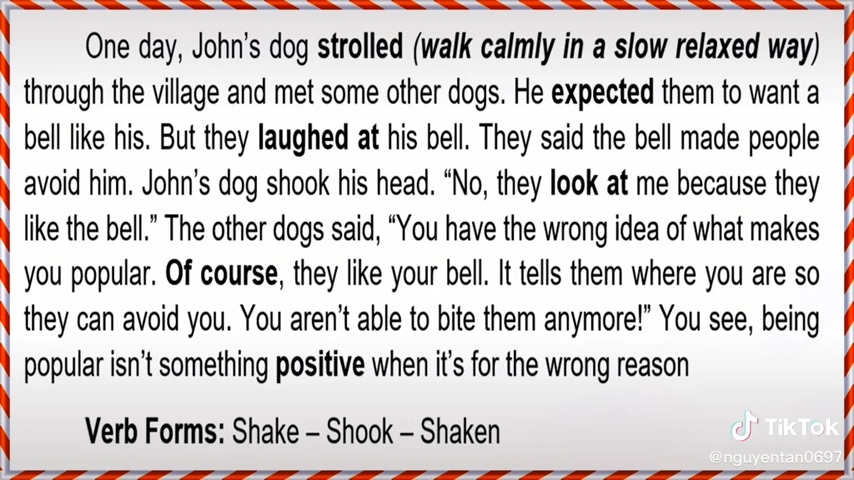 One day, John's dog strolled (walk calmly in a slow relaxed way)
through the village and met some other dogs. He expected them to want a
bell like his. But they laughed at his bell. They said the bell made people
avoid him. John's dog shook his head. “No, they look at me because they
like the bell.” The other dogs said, “You have the wrong idea of what makes
you popular. Of course, they like your bell. It tells them where you are so
they can avoid you. You aren't able to bite them anymore!” You see, being
popular isn't something positive when it's for the wrong reason
Verb Forms: Shake – Shook – Shaken
TikTok
@nguyentan0697